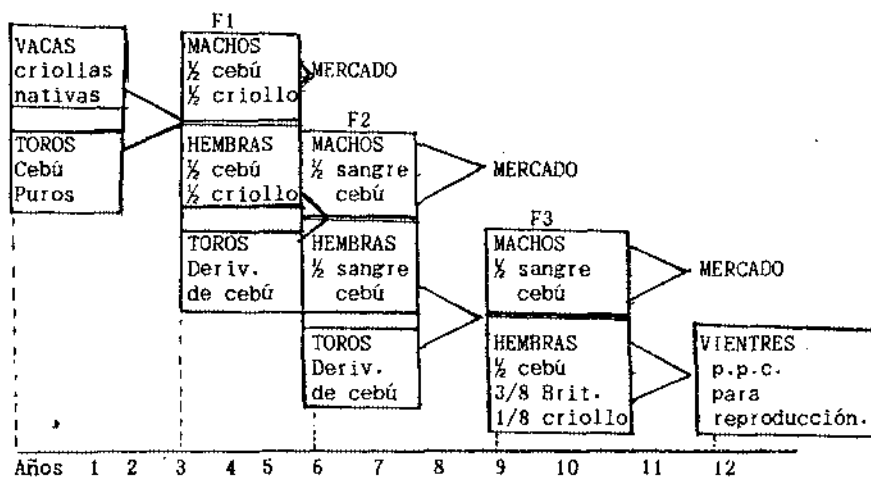 VACAS
criollas
nativas
TOROS
Cebú
Puros
F1
MACHOS
½ cebú
½ criollo
MERCADO
HEMBRAS
½ cebú
½ criollo
TOROS
Deriv.
de cebú
F2
MACHOS
½ sangre
cebú
MERCADO
HEMBRAS
½ sangre
cebú
TOROS
Deriv.
de cebú
F3
MACHOS
½ sangre
cebú
MERCADO
HEMBRAS
½ cebú
3/8 Brit.
1/8 criollo
VIENTRES
p.p.c.
para
reproducción.
Años 1 2 3 4 5 6 7 8 9 10 11 12